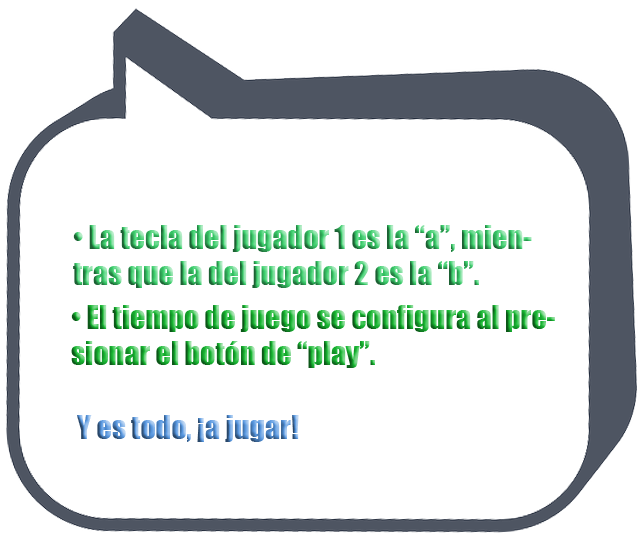 • La tecla del jugador 1 es la “a”, mien-
tras que la del jugador 2 es la “b”.
• El tiempo de juego se configura al pre-
sionar el botón de “play”.
Y es todo, ¡a jugar!